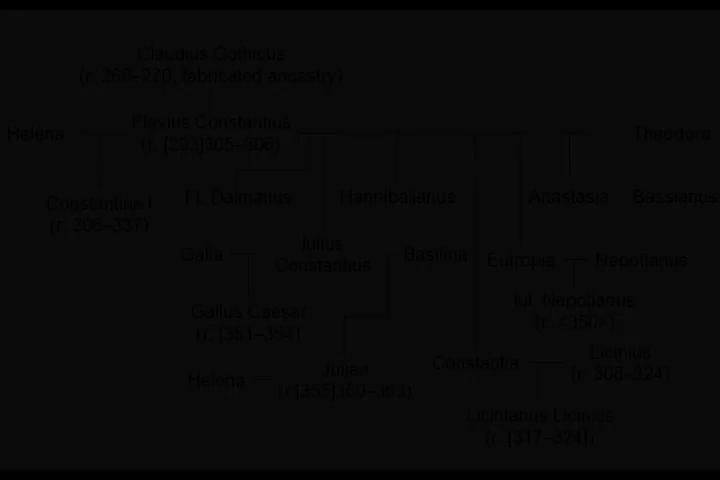 Claudius Gothicus
(r. 268–270, fabricated ancestry)
Helena
Flavius Constantius
(r. [293]305–306)
Theodora
Constantine I
(r. 306–337)
Fl. Dalmatius
Hannibalianus
Anastasia
Bassianus
Galla
Julius
Constantius
Basilina
Eutropia
Nepotianus
Gallus Caesar
(r. [351–354)
Iul. Nepotianus
(r. <350>)
Helena
Julian
(r.[355]360–363)
Constantia
Licinius
(r. 308–324)
Licinianus Licinius
(r. [317–324])